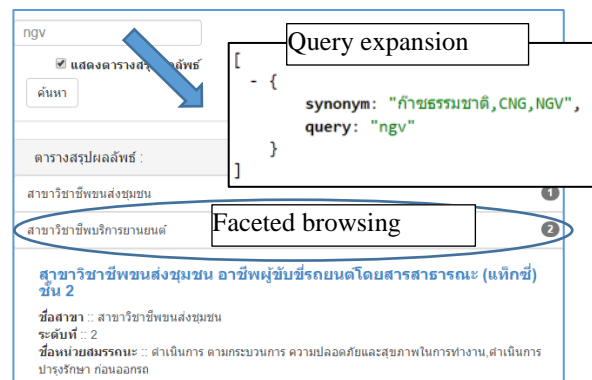 ngv
แสดงตารางสรุปผลลัพธ์
ค้นหา
Query expansion
[
- {
synonym: "ก๊าซธรรมชาติ,CNG,NGV",
query: "ngv"
}
]
ตารางสรุปผลลัพธ์ :
สาขาวิชาชีพขนส่งชุมชน 1
Faceted browsing
สาขาวิชาชีพบริการยานยนต์ 2
สาขาวิชาชีพขนส่งชุมชน อาชีพผู้ขับขี่รถยนต์โดยสารสาธารณะ (แท็กซี่)
ชั้น 2
ชื่อสาขา :: สาขาวิชาชีพขนส่งชุมชน
ระดับที่ :: 2
ชื่อหน่วยสมรรถนะ :: ดำเนินการ ตามกระบวนการ ความปลอดภัยและสุขภาพในการทำงาน,ดำเนินการ
บำรุงรักษา ก่อนออกรถ